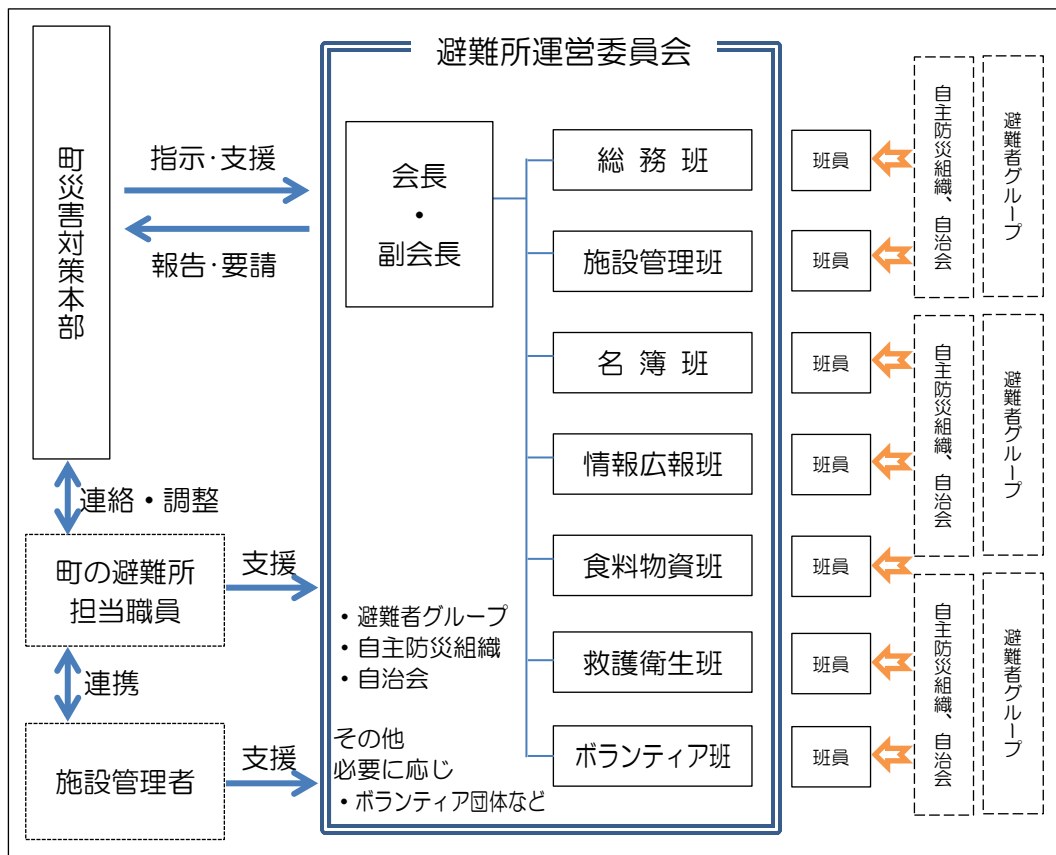 避難所運営委員会
町災害対策本部
指示･支援
報告･要請
会長
・
副会長
総 務 班
施設管理班
名 簿 班
情報広報班
食料物資班
救護衛生班
ボランティア班
班員
班員
班員
班員
班員
班員
班員
自主防災組織、自治会
避難者グループ
自主防災組織、自治会
避難者グループ
自主防災組織、自治会
避難者グループ
連絡・調整
町の避難所
担当職員
支援
連携
施設管理者
支援
・避難者グループ
・自主防災組織
・自治会
その他
必要に応じ
・ボランティア団体など